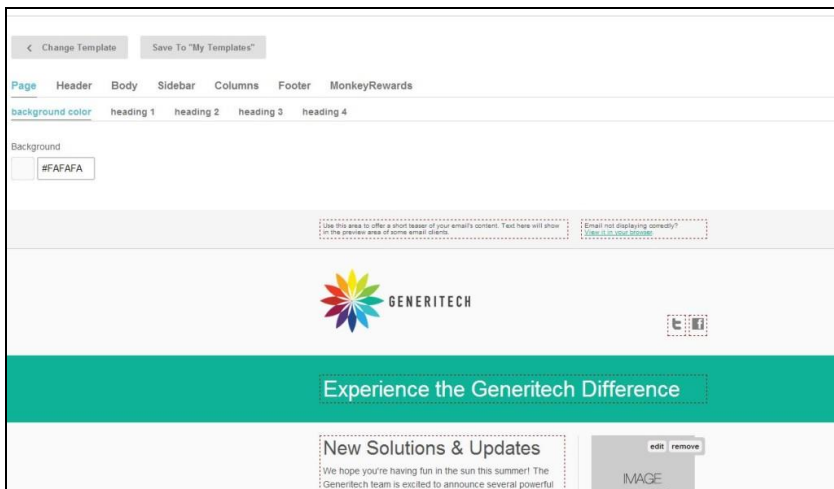 Change Template
Save To "My Templates"
Page Header Body Sidebar Columns Footer MonkeyRewards
background color heading 1 heading 2 heading 3 heading 4
Background
#FAFAFA
Use this area to offer a short teaser of your email's content. Text here will show
in the preview area of some email clients.
Email not displaying correctly?
View it in your browser.
GENERITECH
Experience the Generitech Difference
New Solutions & Updates
edit remove
We hope you're having fun in the sun this summer! The
Generitech team is excited to announce several powerful
IMAGE